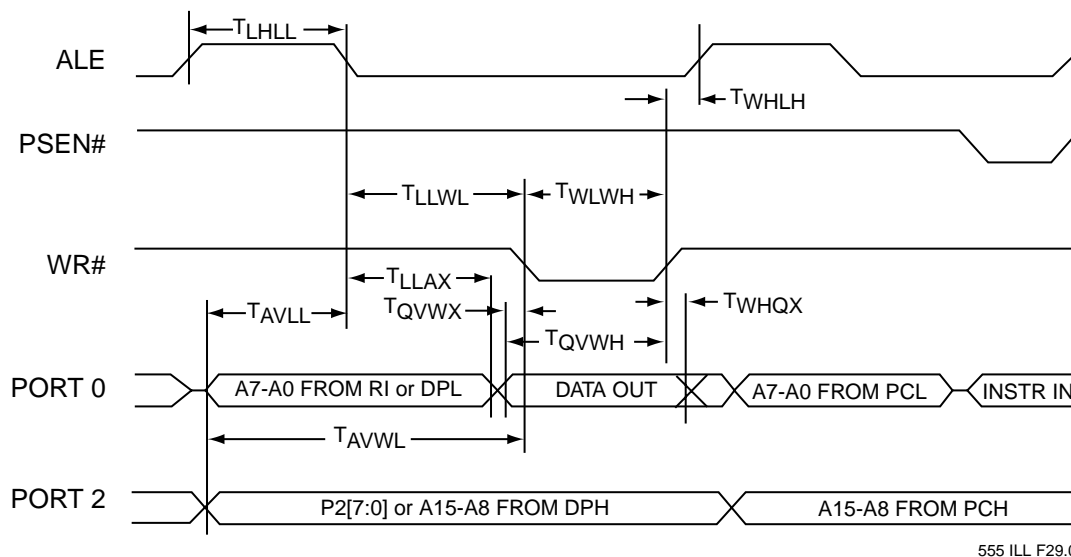 TLHLL
ALE
TWHLH
PSEN#
TLLWL
TWLWH
WR#
TLLAX
TQVWX
TWHQX
TAVLL
TQVWH
PORT 0
A7-A0 FROM RI or DPL
DATA OUT
A7-A0 FROM PCL
INSTR IN
TAVWL
PORT 2
P2[7:0] or A15-A8 FROM DPH
A15-A8 FROM PCH
555 ILL F29.0